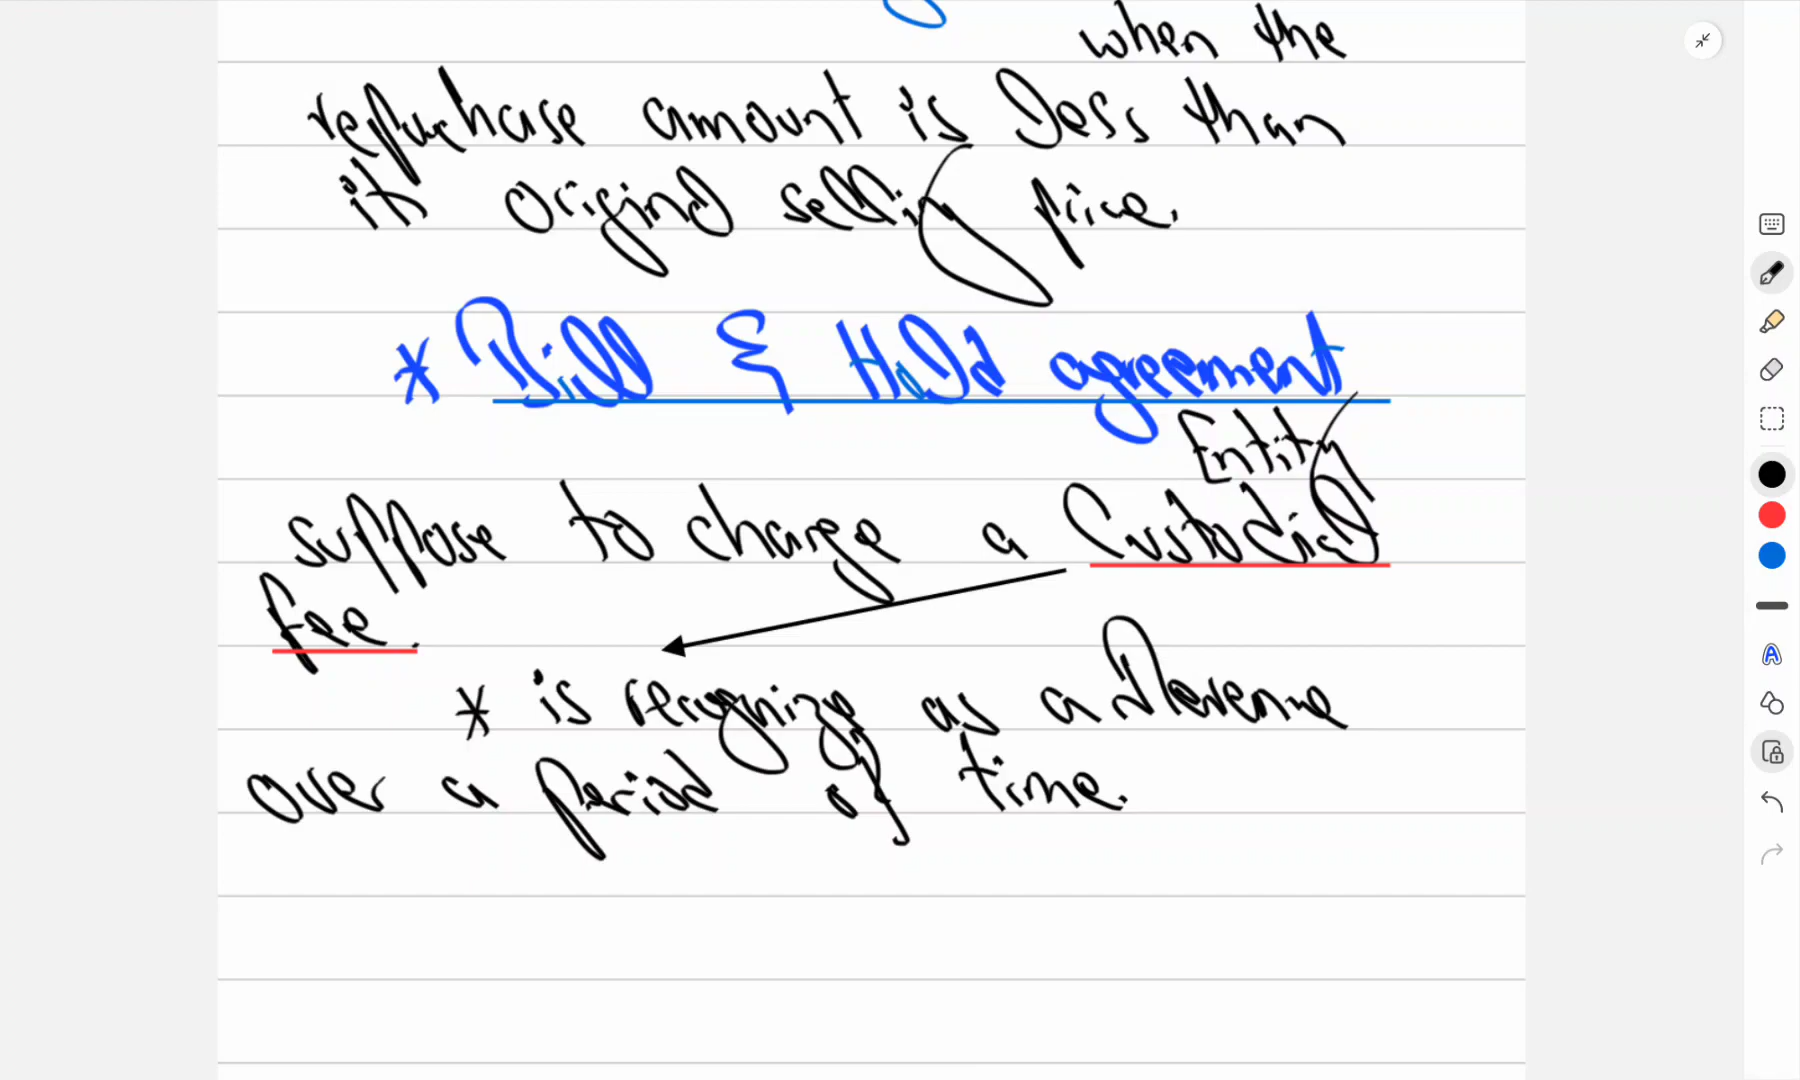 when the
repurchase amount is less than
it's original selling price.
* Bill & Hold agreement
Entity
suppose to charge a Custodial
fee.
* is recognize as a Revenue
over a period of time.